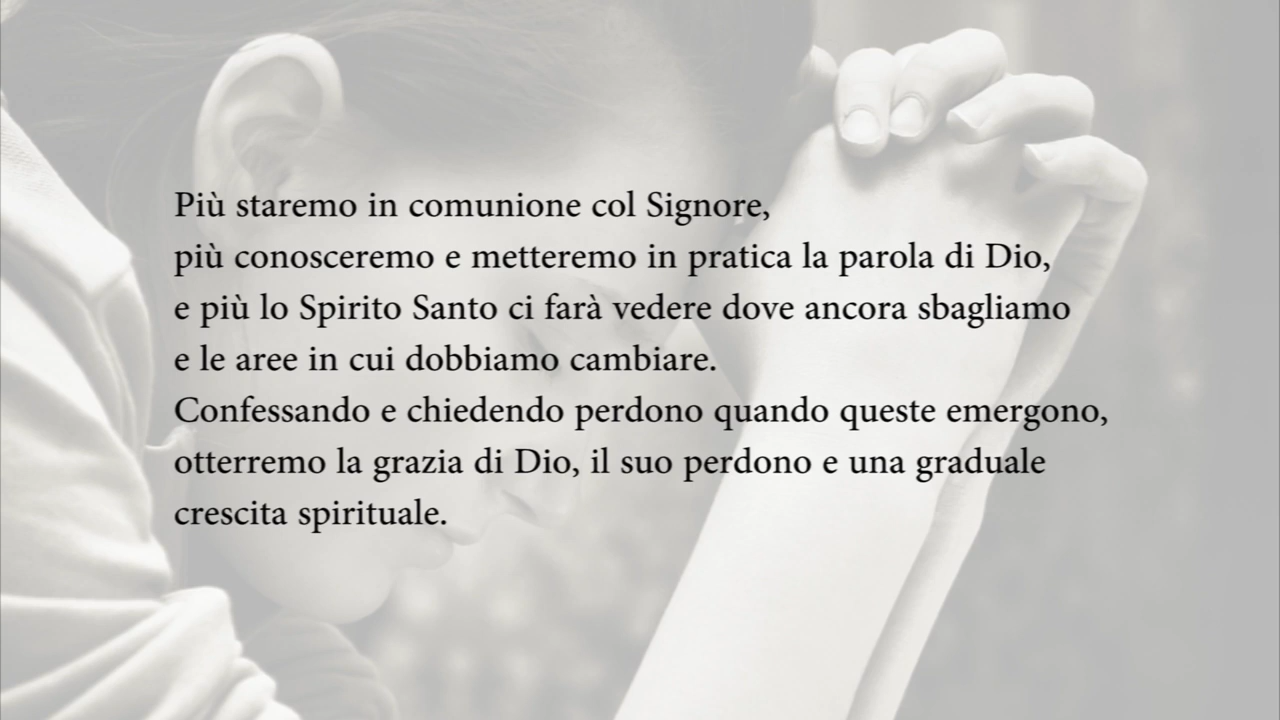 Più staremo in comunione col Signore,
più conosceremo e metteremo in pratica la parola di Dio,
e più lo Spirito Santo ci farà vedere dove ancora sbagliamo
e le aree in cui dobbiamo cambiare.
Confessando e chiedendo perdono quando queste emergono,
otterremo la grazia di Dio, il suo perdono e una graduale
crescita spirituale.